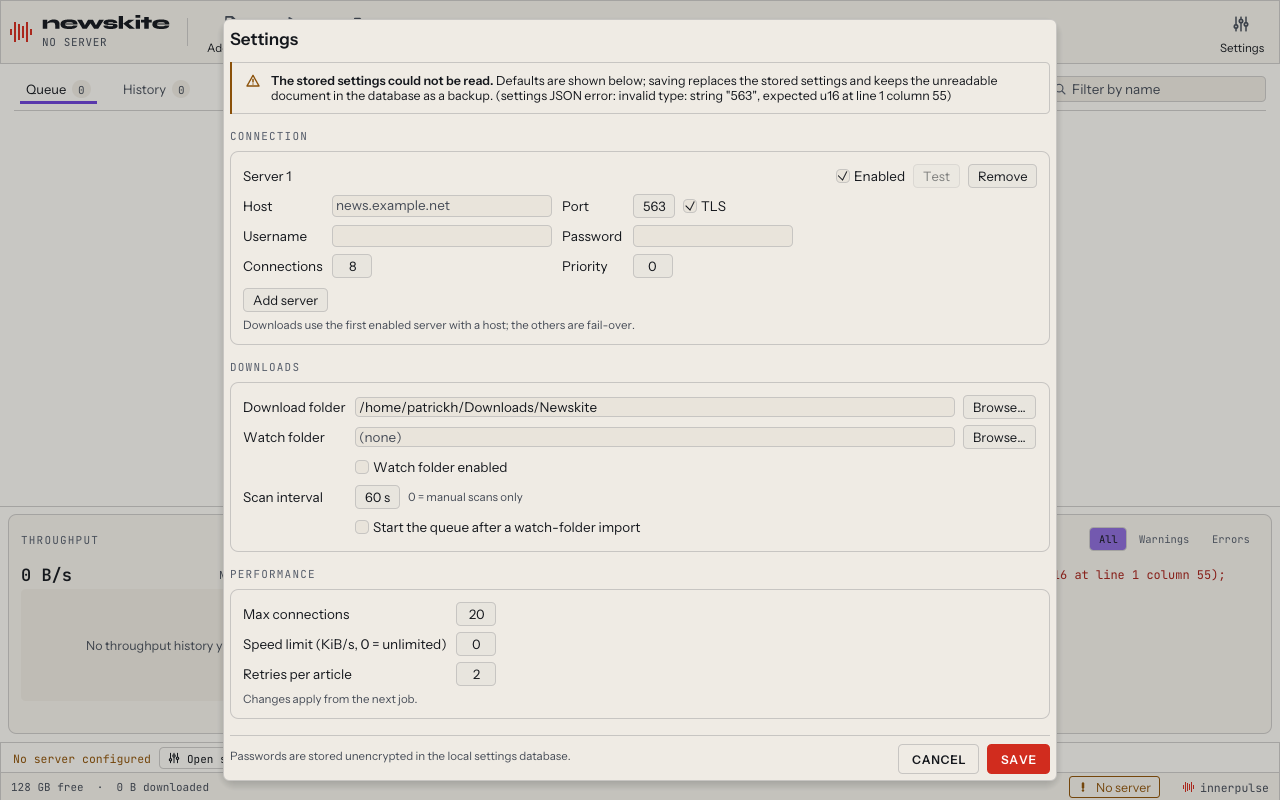 newskite
NO SERVER
Settings
Queue 0
History 0
Filter by name
Settings
The stored settings could not be read. Defaults are shown below; saving replaces the stored settings and keeps the unreadable
document in the database as a backup. (settings JSON error: invalid type: string "563", expected u16 at line 1 column 55)
CONNECTION
Server 1
Enabled
Test
Remove
Host
news.example.net
Port
563
TLS
Username
Password
Connections
8
Priority
0
Add server
Downloads use the first enabled server with a host; the others are fail-over.
DOWNLOADS
Download folder
/home/patrickh/Downloads/Newskite
Browse...
Watch folder
(none)
Browse...
Watch folder enabled
Scan interval
60 s
0 = manual scans only
Start the queue after a watch-folder import
PERFORMANCE
Max connections
20
Speed limit (KiB/s, 0 = unlimited)
0
Retries per article
2
Changes apply from the next job.
Passwords are stored unencrypted in the local settings database.
CANCEL
SAVE
THROUGHPUT
0 B/s
No throughput history
All
Warnings
Errors
at line 1 column 55);
No server configured
Open
128 GB free · 0 B downloaded
No server
innerpulse